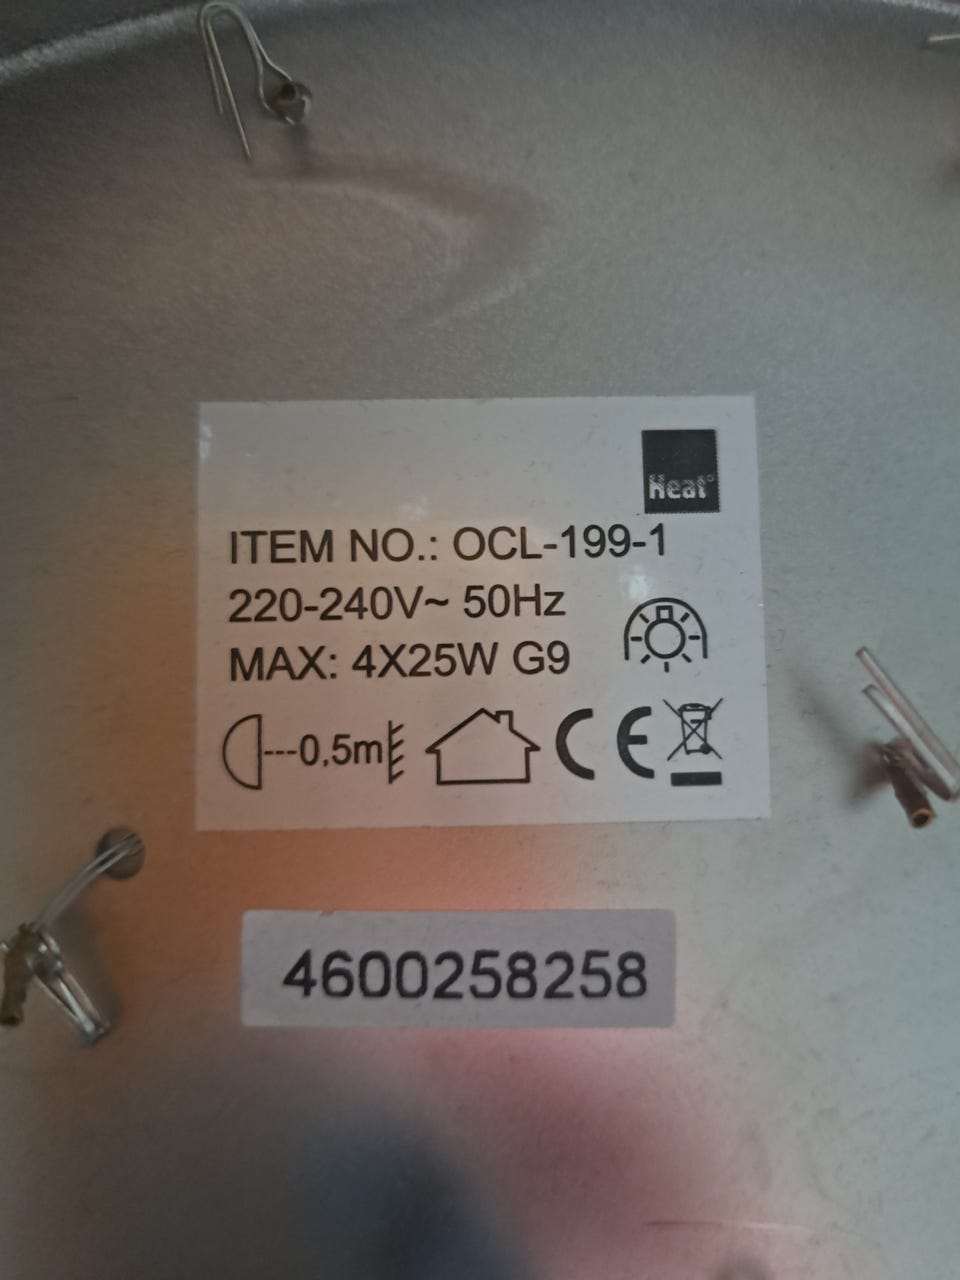 Heat°
ITEM NO.: OCL-199-1
220-240V~ 50Hz
MAX: 4X25W G9
0,5m
CE
4600258258